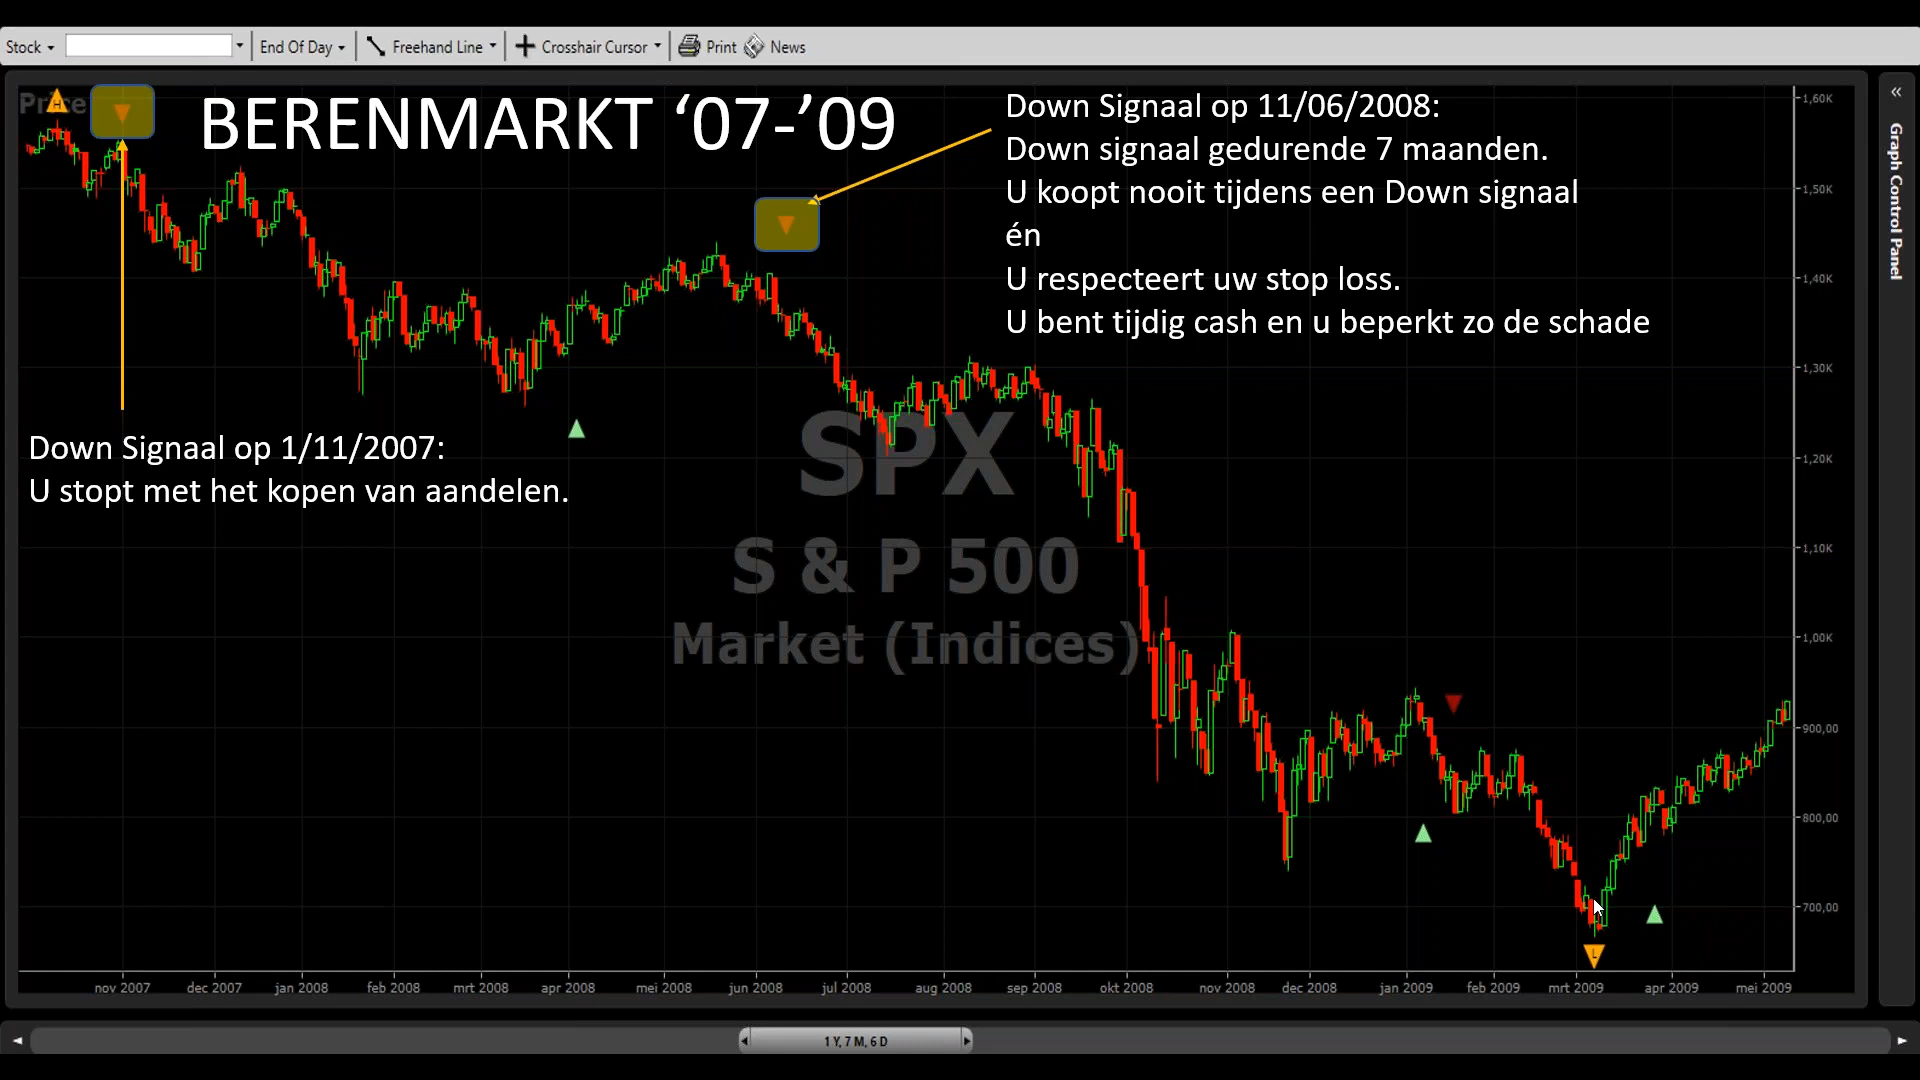 Stock
End Of Day
Freehand Line
Crosshair Cursor
Print
News
Price
H
BERENMARKT ‘07-’09
Down Signaal op 11/06/2008:
Down signaal gedurende 7 maanden.
U koopt nooit tijdens een Down signaal
én
U respecteert uw stop loss.
U bent tijdig cash en u beperkt zo de schade
Down Signaal op 1/11/2007:
U stopt met het kopen van aandelen.
SPX
S & P 500
Market (Indices)
Graph Control Panel
1,60K
1,50K
1,40K
1,30K
1,20K
1,10K
1,00K
900,00
800,00
700,00
L
nov 2007 dec 2007 jan 2008 feb 2008 mrt 2008 apr 2008 mei 2008 jun 2008 jul 2008 aug 2008 sep 2008 okt 2008 nov 2008 dec 2008 jan 2009 feb 2009 mrt 2009 apr 2009 mei 2009
1 Y, 7 M, 6 D